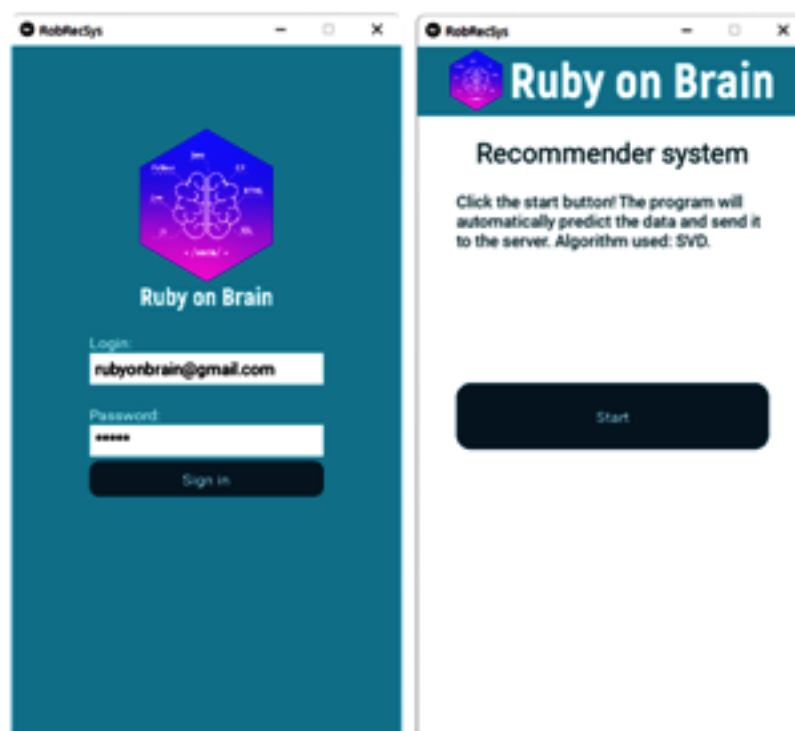 RobRecSys
Ruby on Brain
Login:
rubyonbrain@gmail.com
Password:
*****
Sign in
RobRecSys
Ruby on Brain
Recommender system
Click the start button! The program will
automatically predict the data and send it
to the server. Algorithm used: SVD.
Start